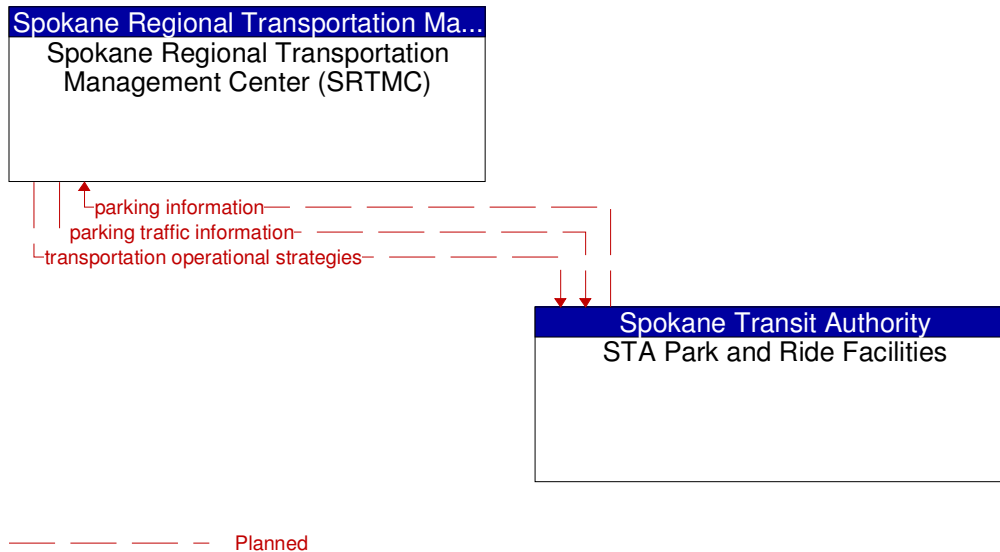 Spokane Regional Transportation Ma...
Spokane Regional Transportation
Management Center (SRTMC)
parking information
parking traffic information
transportation operational strategies
Spokane Transit Authority
STA Park and Ride Facilities
Planned